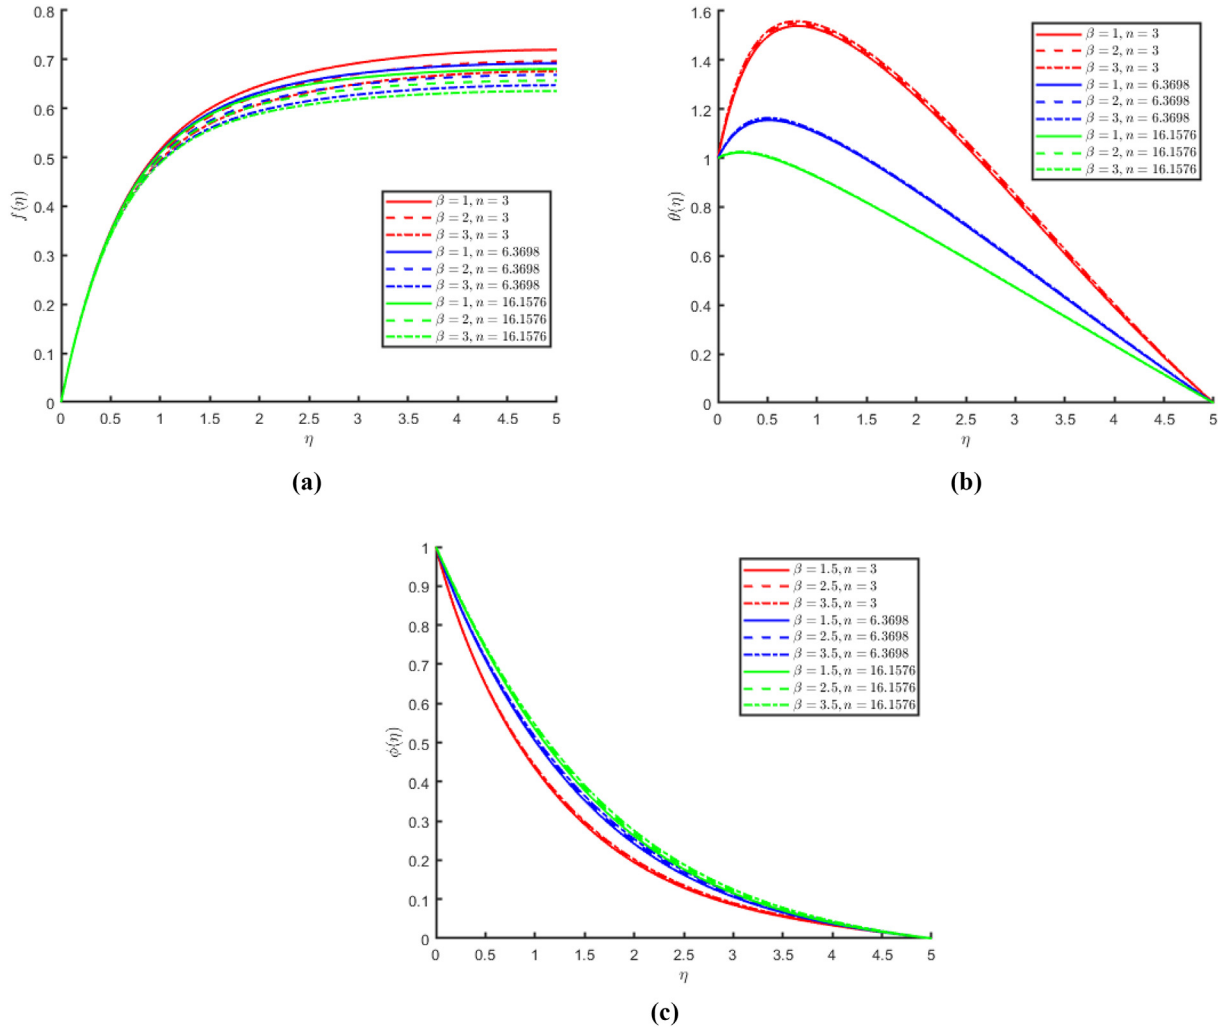 0.8
0.7
0.6
0.5
0.4
0.3
0.2
0.1
0
f(η)
β = 1, n = 3
β = 2, n = 3
β = 3, n = 3
β = 1, n = 6.3698
β = 2, n = 6.3698
β = 3, n = 6.3698
β = 1, n = 16.1576
β = 2, n = 16.1576
β = 3, n = 16.1576
0 0.5 1 1.5 2 2.5 3 3.5 4 4.5 5
η
(a)
1.6
1.4
1.2
1
0.8
0.6
0.4
0.2
0
θ(η)
β = 1, n = 3
β = 2, n = 3
β = 3, n = 3
β = 1, n = 6.3698
β = 2, n = 6.3698
β = 3, n = 6.3698
β = 1, n = 16.1576
β = 2, n = 16.1576
β = 3, n = 16.1576
0 0.5 1 1.5 2 2.5 3 3.5 4 4.5 5
η
(b)
1
0.9
0.8
0.7
0.6
0.5
0.4
0.3
0.2
0.1
0
ϕ(η)
β = 1.5, n = 3
β = 2.5, n = 3
β = 3.5, n = 3
β = 1.5, n = 6.3698
β = 2.5, n = 6.3698
β = 3.5, n = 6.3698
β = 1.5, n = 16.1576
β = 2.5, n = 16.1576
β = 3.5, n = 16.1576
0 0.5 1 1.5 2 2.5 3 3.5 4 4.5 5
η
(c)